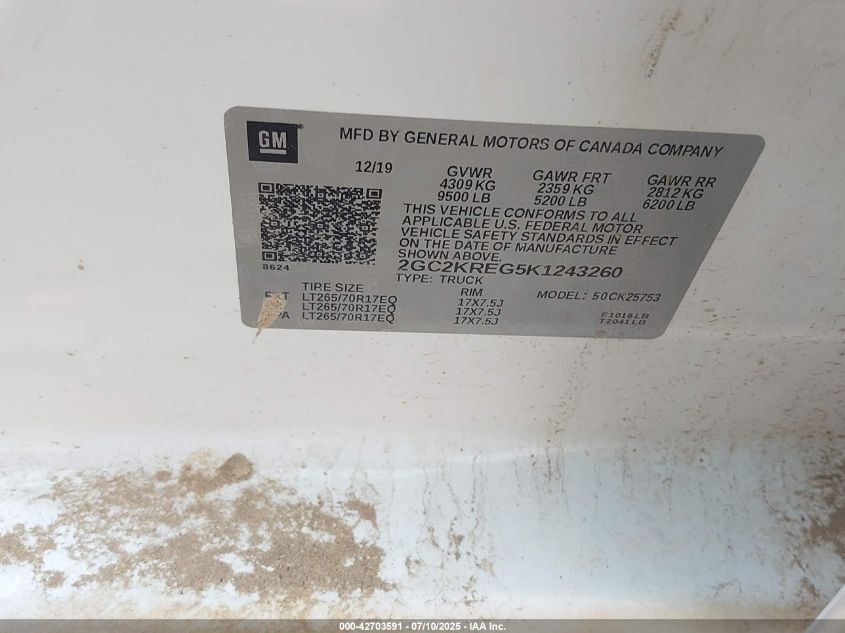 GM
MFD BY GENERAL MOTORS OF CANADA COMPANY
12/19 GVWR GAWR FRT GAWR RR
4309 KG 2359 KG 2812 KG
9500 LB 5200 LB 6200 LB
THIS VEHICLE CONFORMS TO ALL
APPLICABLE U.S. FEDERAL MOTOR
VEHICLE SAFETY STANDARDS IN EFFECT
ON THE DATE OF MANUFACTURE
SHOWN ABOVE.
8624
2GC2KREG5K1243260
TYPE: TRUCK
TIRE SIZE RIM MODEL: 50CK25753
LT265/70R17EQ 17X7.5J
LT265/70R17EQ 17X7.5J
LT265/70R17EQ 17X7.5J
F1016LB
T2041LB
000-42703591 - 07/10/2025 - IAA Inc.